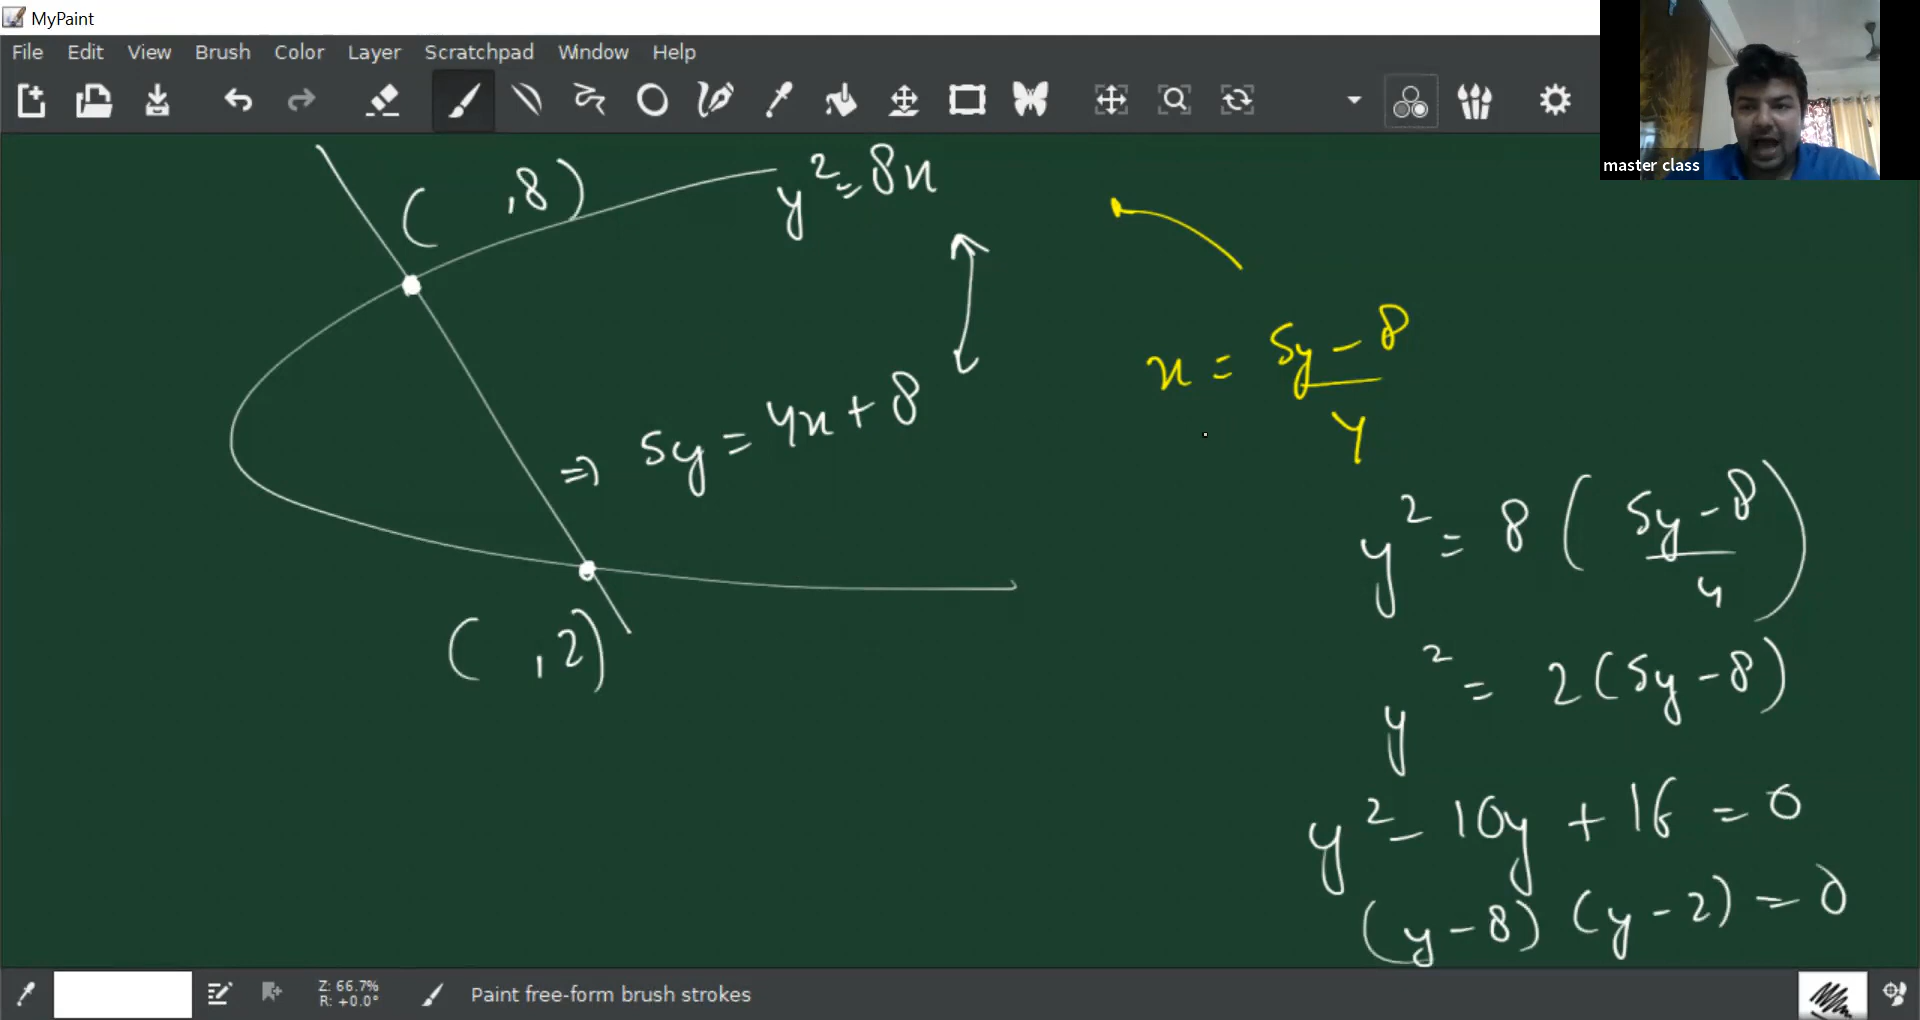 MyPaint
File Edit View Brush Color Layer Scratchpad Window Help
master class
( ,8)
y²=8x
x = 5y-8/4
⇒ 5y = 4x + 8
y² = 8 ( 5y-8/4 )
( ,2)
y² = 2(5y-8)
y² - 10y + 16 = 0
(y-8) (y-2) = 0
Z: 66.7%
R: +0.0°
Paint free-form brush strokes